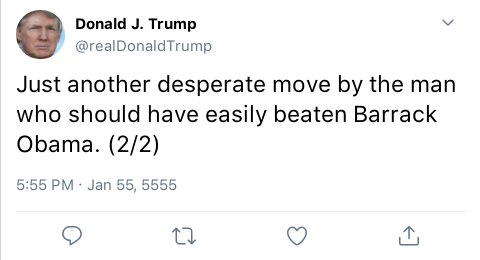 Donald J. Trump
@realDonaldTrump
Just another desperate move by the man
who should have easily beaten Barrack
Obama. (2/2)
5:55 PM · Jan 55, 5555